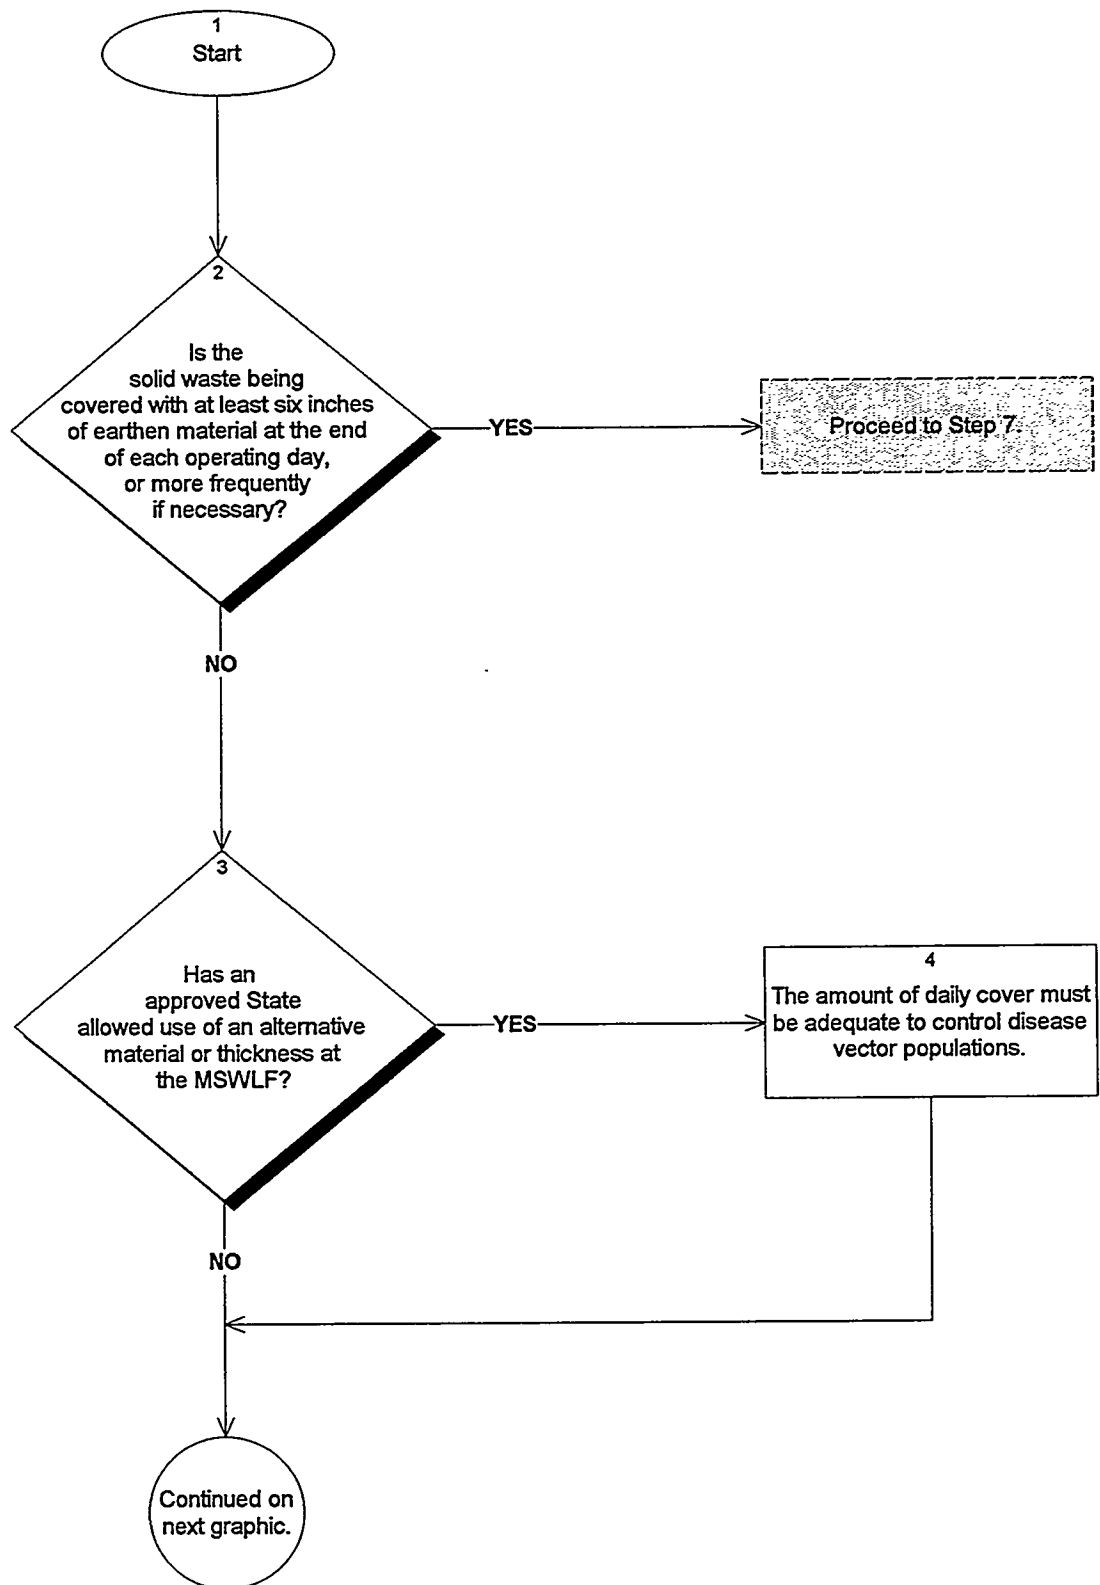 1
Start
2
Is the
solid waste being
covered with at least six inches
of earthen material at the end
of each operating day,
or more frequently
if necessary?
YES
Proceed to Step 7.
NO
3
Has an
approved State
allowed use of an alternative
material or thickness at
the MSWLF?
YES
4
The amount of daily cover must
be adequate to control disease
vector populations.
NO
Continued on
next graphic.